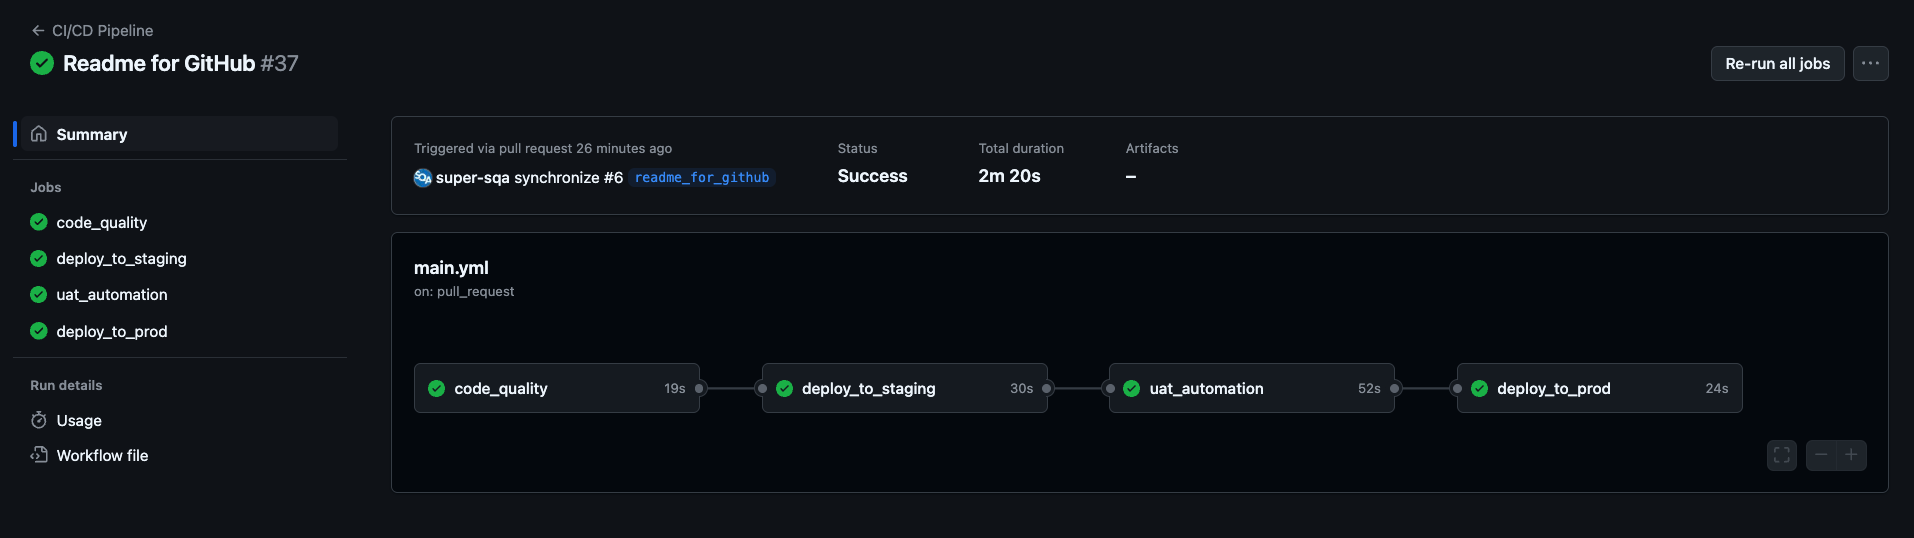 CI/CD Pipeline
Readme for GitHub #37
Re-run all jobs
Summary
Jobs
code_quality
deploy_to_staging
uat_automation
deploy_to_prod
Run details
Usage
Workflow file
Triggered via pull request 26 minutes ago
SQA super-sqa synchronize #6 readme_for_github
Status
Success
Total duration
2m 20s
Artifacts
–
main.yml
on: pull_request
code_quality 19s
deploy_to_staging 30s
uat_automation 52s
deploy_to_prod 24s